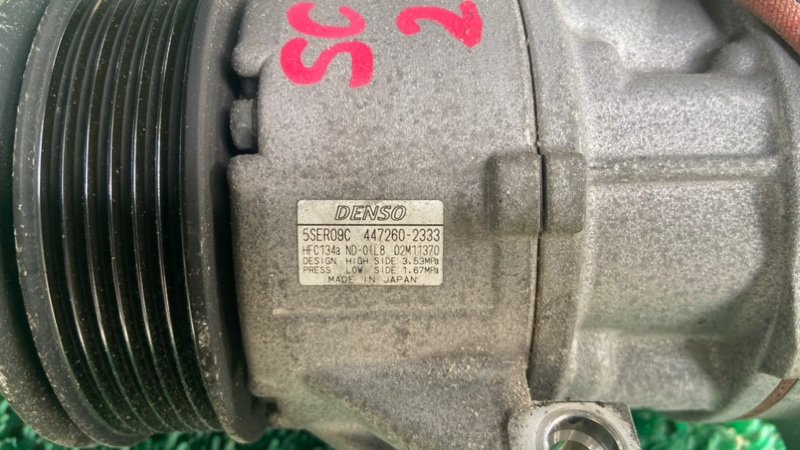 SC
2
DENSO
5SER09C 447260-2333
HFC134a ND-OIL8 02M11370
DESIGN HIGH SIDE 3.53MPa
PRESS LOW SIDE 1.67MPa
MADE IN JAPAN